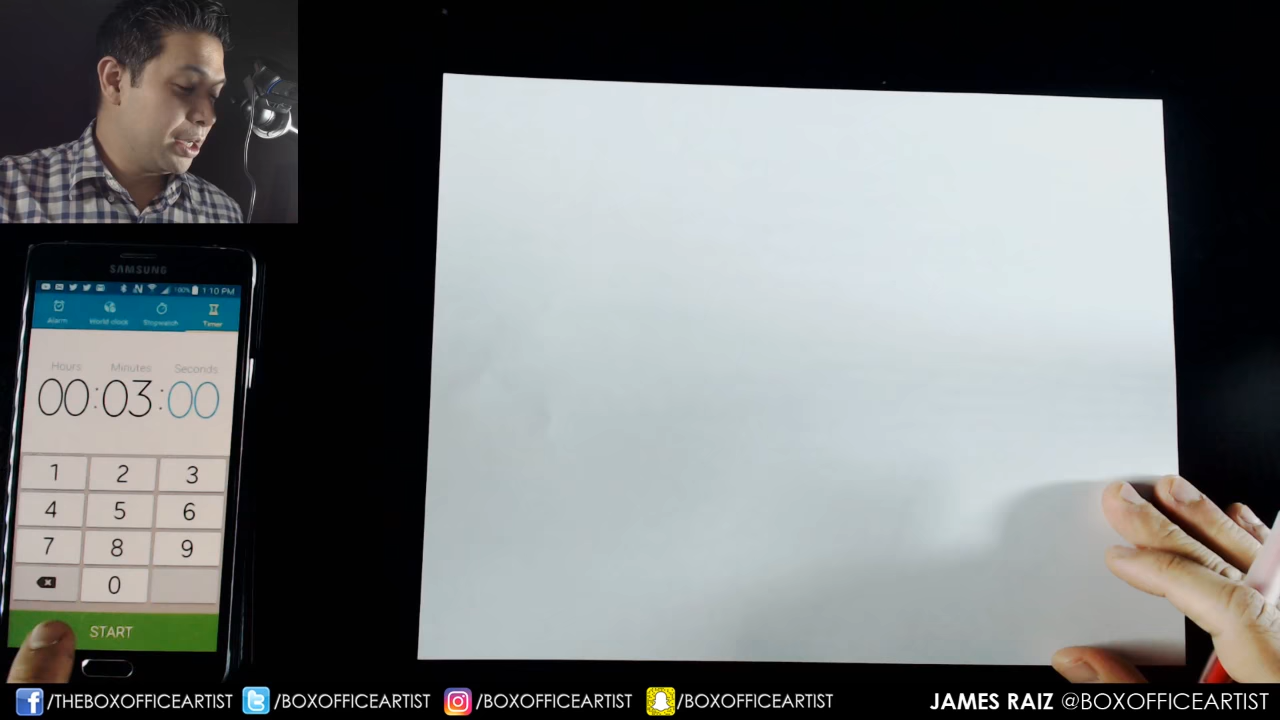 SAMSUNG
100% 1:10 PM
Alarm World clock Stopwatch Timer
Hours Minutes Seconds
00:03:00
1 2 3
4 5 6
7 8 9
0
START
/THEBOXOFFICEARTIST /BOXOFFICEARTIST /BOXOFFICEARTIST /BOXOFFICEARTIST JAMES RAIZ @BOXOFFICEARTIST